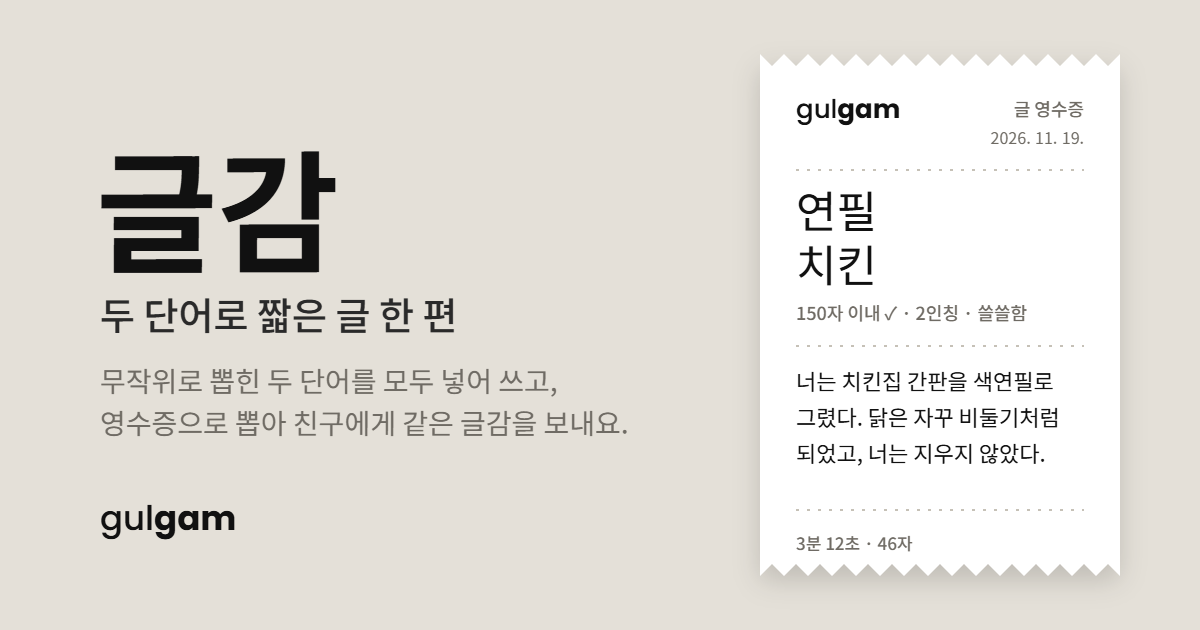 글감
두 단어로 짧은 글 한 편
무작위로 뽑힌 두 단어를 모두 넣어 쓰고,
영수증으로 뽑아 친구에게 같은 글감을 보내요.
gulgam
gulgam
글 영수증
2026. 11. 19.
연필
치킨
150자 이내 ✓ · 2인칭 · 쓸쓸함
너는 치킨집 간판을 색연필로
그렸다. 닭은 자꾸 비둘기처럼
되었고, 너는 지우지 않았다.
3분 12초 · 46자